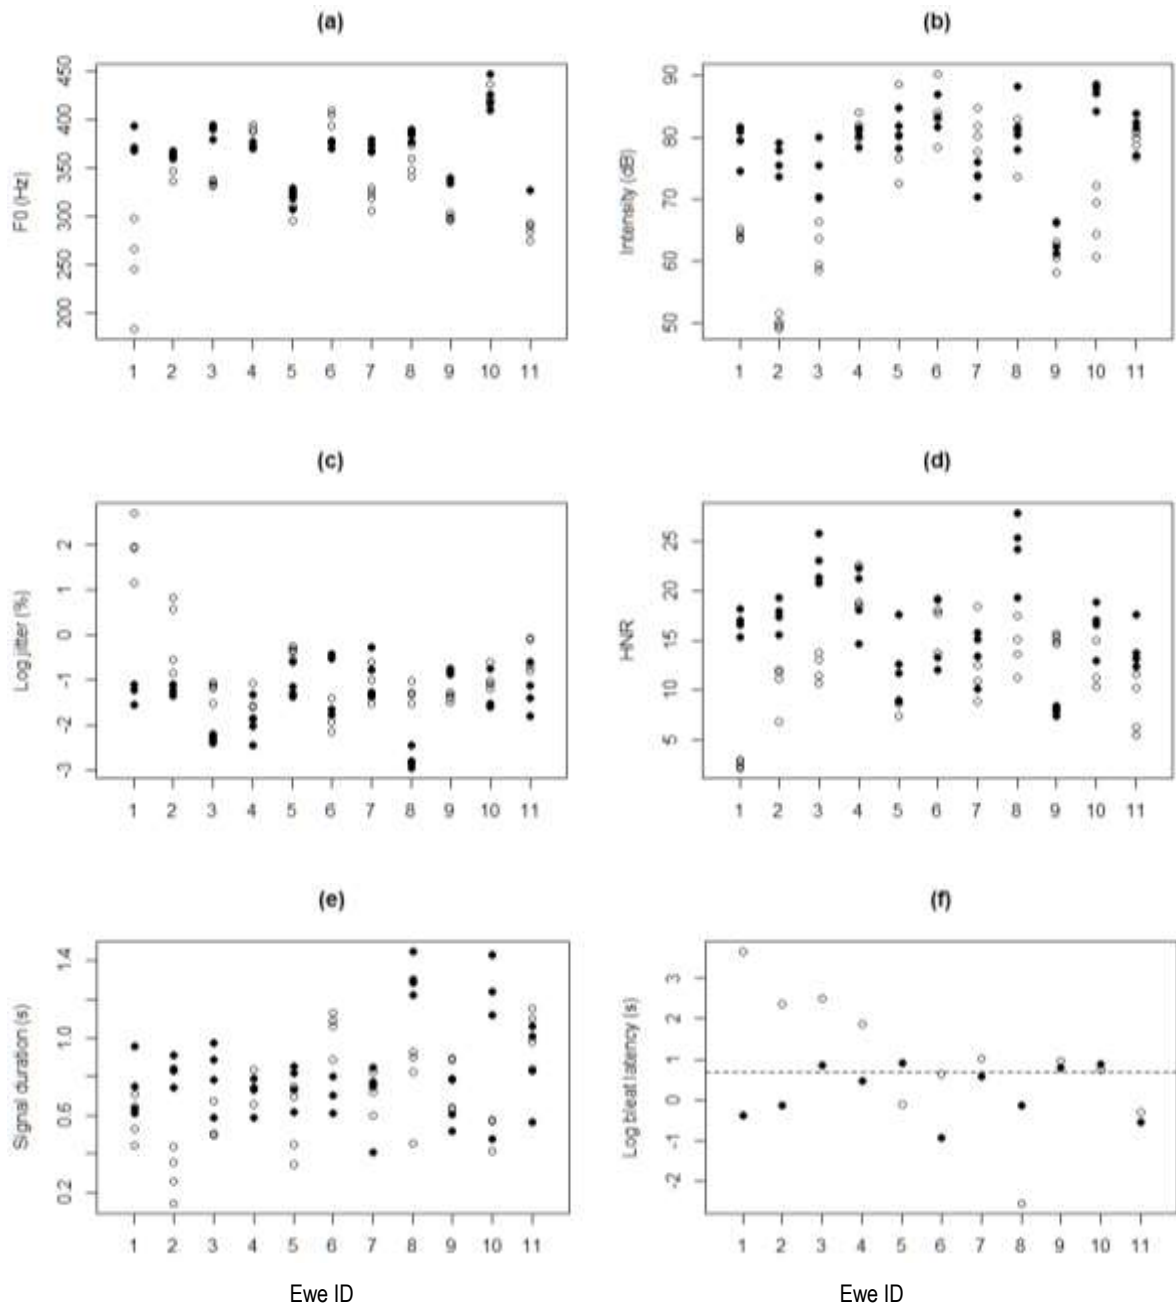 (a)
F0 (Hz)
450
400
350
300
250
200
1 2 3 4 5 6 7 8 9 10 11
(b)
Intensity (dB)
90
80
70
60
50
1 2 3 4 5 6 7 8 9 10 11
(c)
Log jitter (%)
2
1
0
-1
-2
-3
1 2 3 4 5 6 7 8 9 10 11
(d)
HNR
25
20
15
10
5
1 2 3 4 5 6 7 8 9 10 11
(e)
Signal duration (s)
1.4
1.0
0.6
0.2
1 2 3 4 5 6 7 8 9 10 11
Ewe ID
(f)
Log bleat latency (s)
3
2
1
0
-1
-2
1 2 3 4 5 6 7 8 9 10 11
Ewe ID